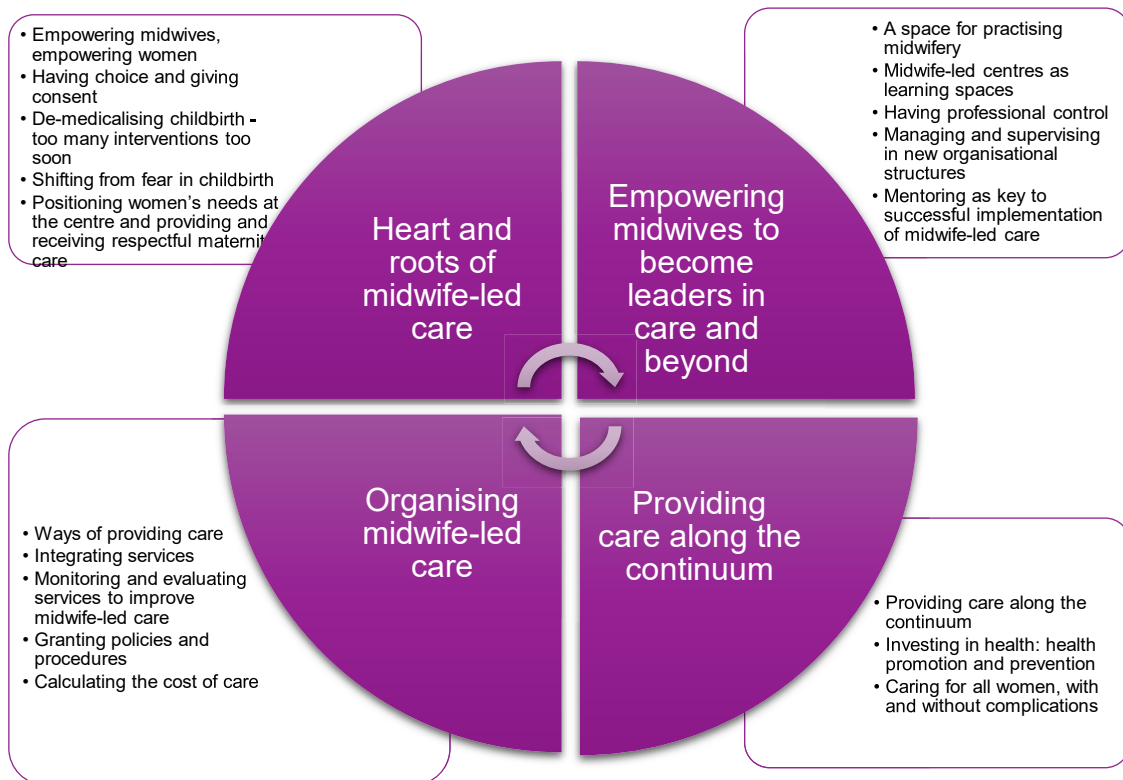 • Empowering midwives,
empowering women
• Having choice and giving
consent
• De-medicalising childbirth -
too many interventions too
soon
• Shifting from fear in childbirth
• Positioning women's needs at
the centre and providing and
receiving respectful maternit
care
Heart and
roots of
midwife-led
care
• A space for practising
midwifery
• Midwife-led centres as
learning spaces
• Having professional control
• Managing and supervising
in new organisational
structures
• Mentoring as key to
successful implementation
of midwife-led care
Empowering
midwives to
become
leaders in
care and
beyond
• Ways of providing care
• Integrating services
• Monitoring and evaluating
services to improve
midwife-led care
• Granting policies and
procedures
• Calculating the cost of care
Organising
midwife-led
care
Providing
care along the
continuum
• Providing care along the
continuum
• Investing in health: health
promotion and prevention
• Caring for all women, with
and without complications